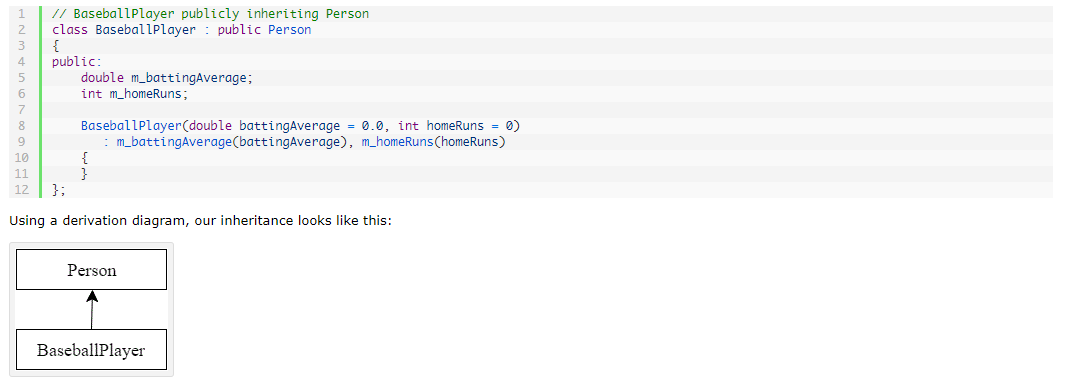 1 // BaseballPlayer publicly inheriting Person
2 class BaseballPlayer : public Person
3 {
4 public:
5     double m_battingAverage;
6     int m_homeRuns;
7
8     BaseballPlayer(double battingAverage = 0.0, int homeRuns = 0)
9        : m_battingAverage(battingAverage), m_homeRuns(homeRuns)
10     {
11     }
12 };
Using a derivation diagram, our inheritance looks like this:
Person
BaseballPlayer